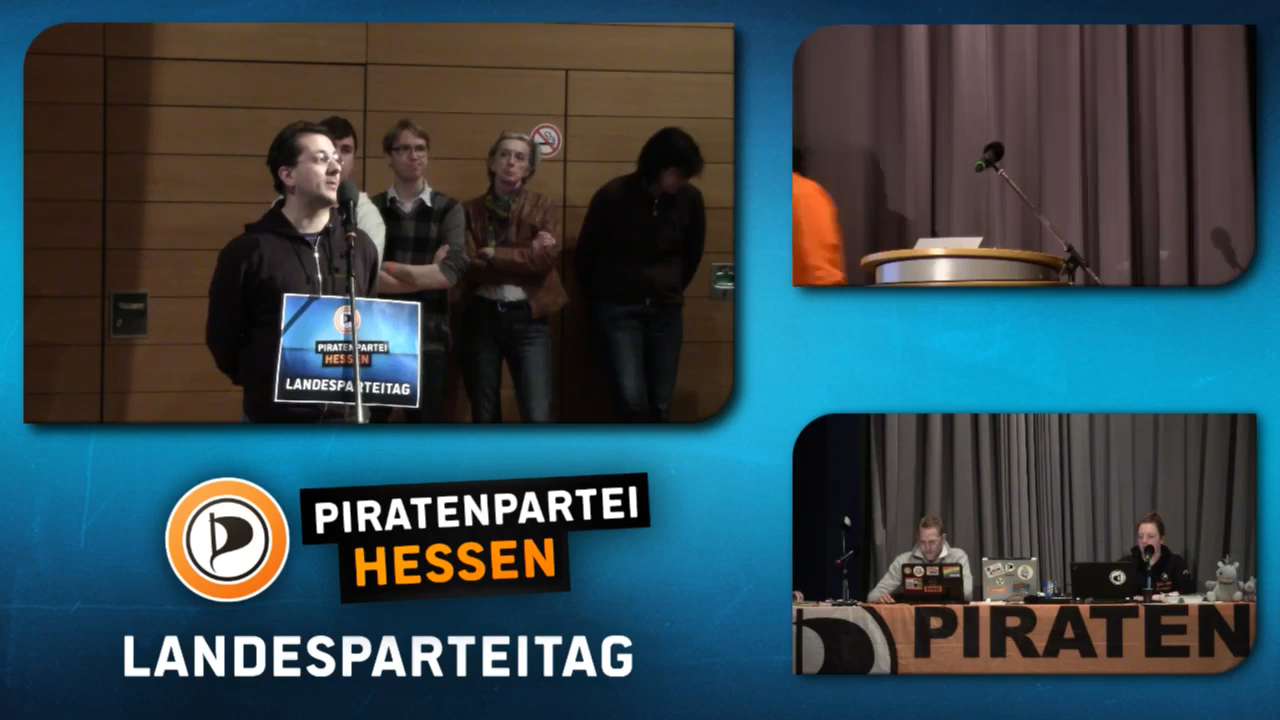 PIRATENPARTEI
HESSEN
LANDESPARTEITAG
PIRATENPARTEI
HESSEN
LANDESPARTEITAG
PIRATEN